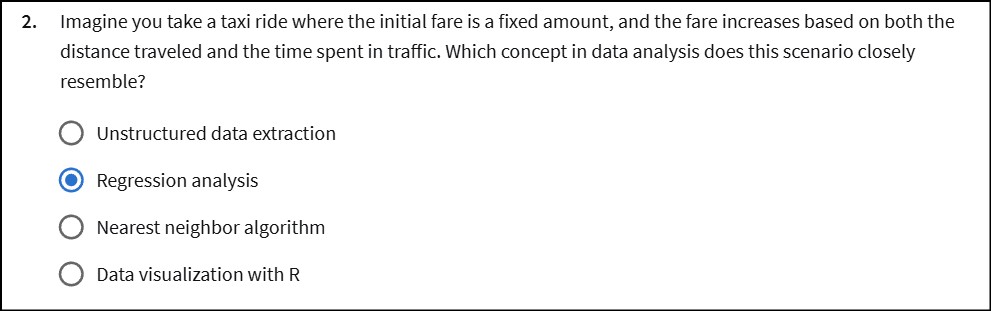 2. Imagine you take a taxi ride where the initial fare is a fixed amount, and the fare increases based on both the
distance traveled and the time spent in traffic. Which concept in data analysis does this scenario closely
resemble?
Unstructured data extraction
Regression analysis
Nearest neighbor algorithm
Data visualization with R